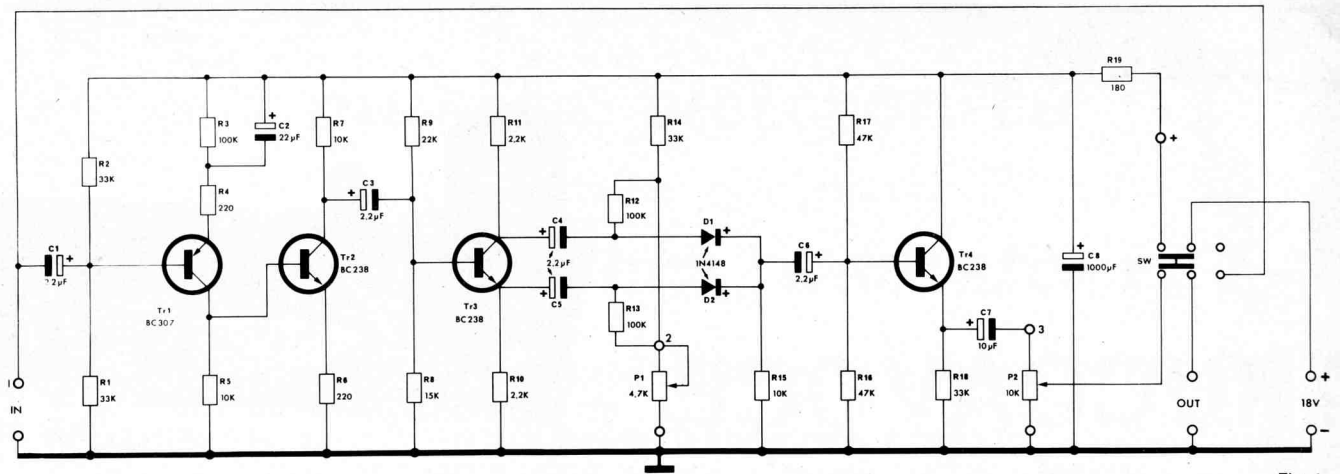 R19
180
R3
100K
C2
22µF
R7
10K
R9
22K
R11
2,2K
R14
33K
R17
47K
+
R2
33K
R4
220
C3
2,2µF
R12
100K
C4
2,2µF
C5
D1
1N4148
D2
C6
2,2µF
C1
2,2µF
Tr1
BC307
Tr2
BC238
Tr3
BC238
Tr4
BC238
C8
1000µF
SW
R13
100K
2
C7
10µF
3
R1
33K
R5
10K
R6
220
R8
15K
R10
2,2K
P1
4,7K
R15
10K
R16
47K
R18
33K
P2
10K
1
IN
OUT
18V
+
−